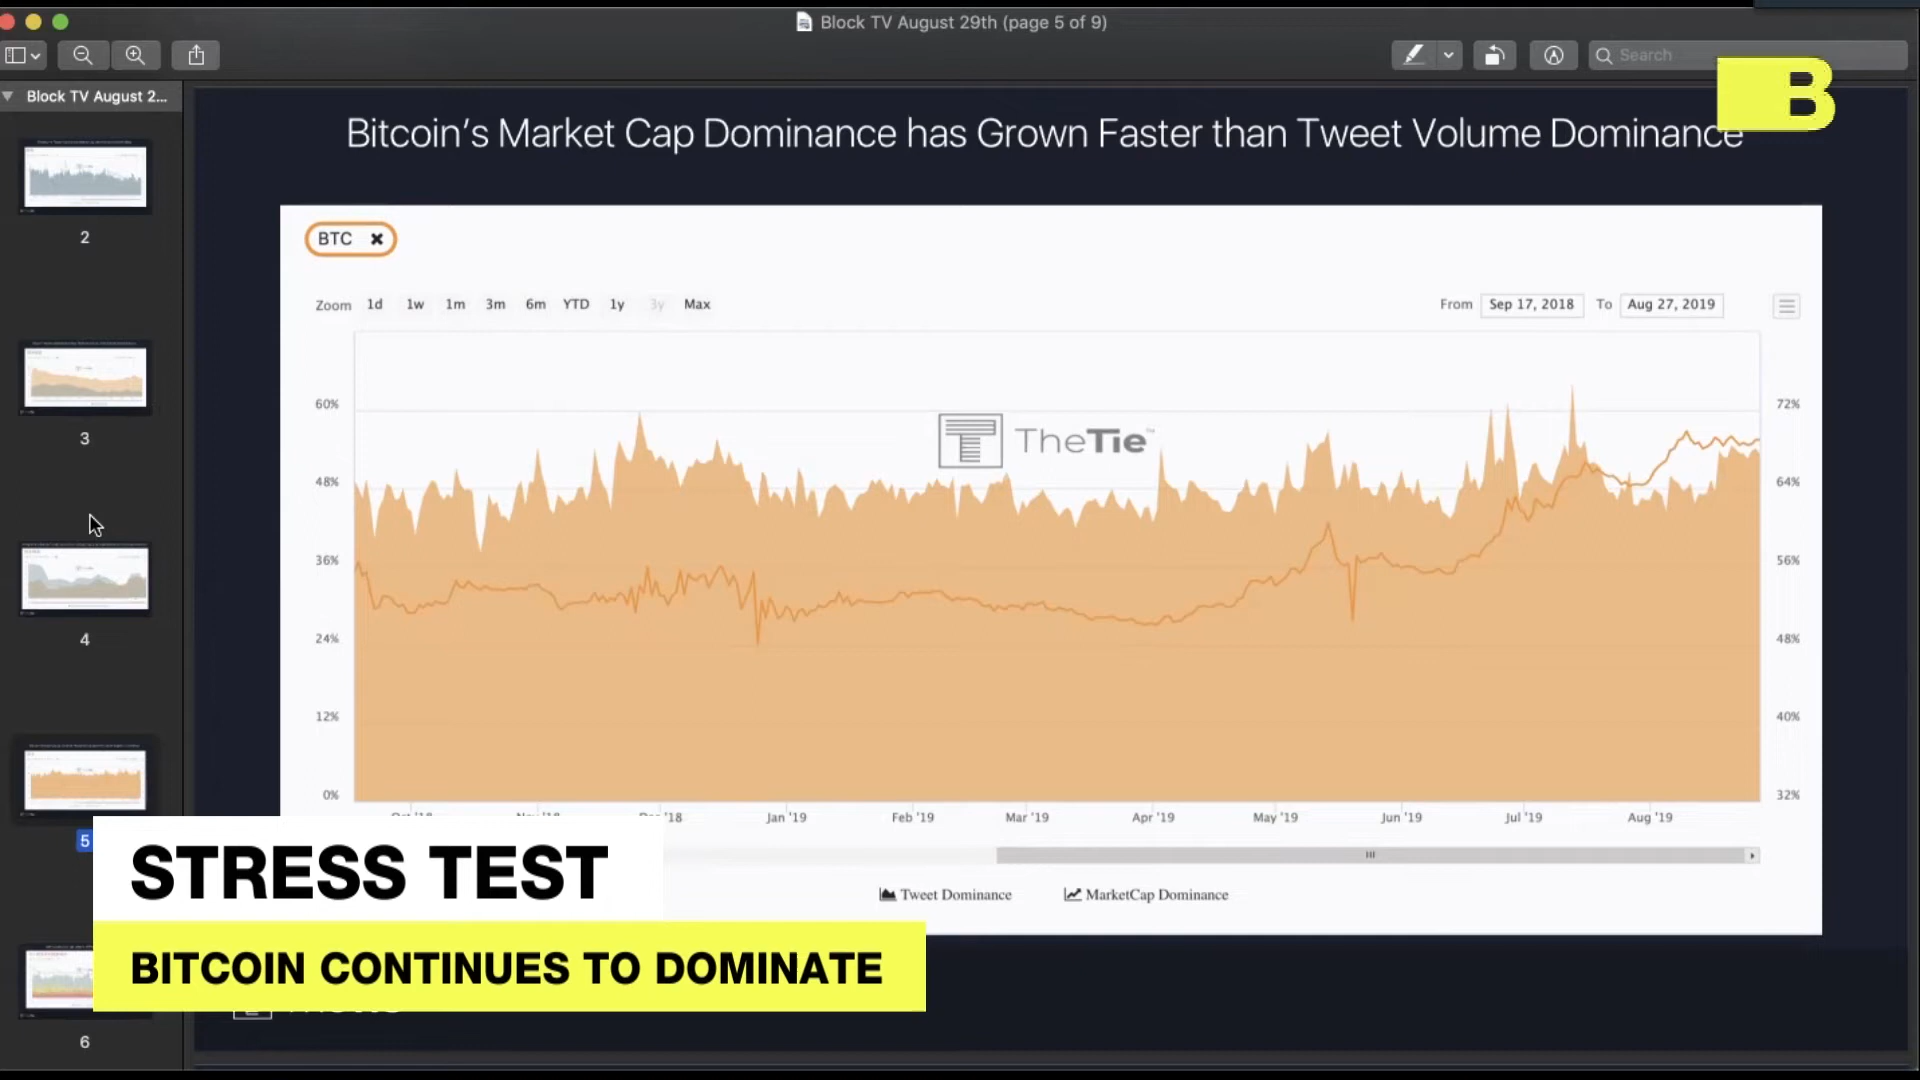 Block TV August 29th (page 5 of 9)
Search
Block TV August 2...
B
Bitcoin's Market Cap Dominance has Grown Faster than Tweet Volume Dominance
2
3
4
5
6
BTC ✖
Zoom 1d 1w 1m 3m 6m YTD 1y 3y Max
From Sep 17, 2018 To Aug 27, 2019
TheTie™
60% 72%
48% 64%
36% 56%
24% 48%
12% 40%
0% 32%
Jan '19 Feb '19 Mar '19 Apr '19 May '19 Jun '19 Jul '19 Aug '19
Tweet Dominance MarketCap Dominance
STRESS TEST
BITCOIN CONTINUES TO DOMINATE